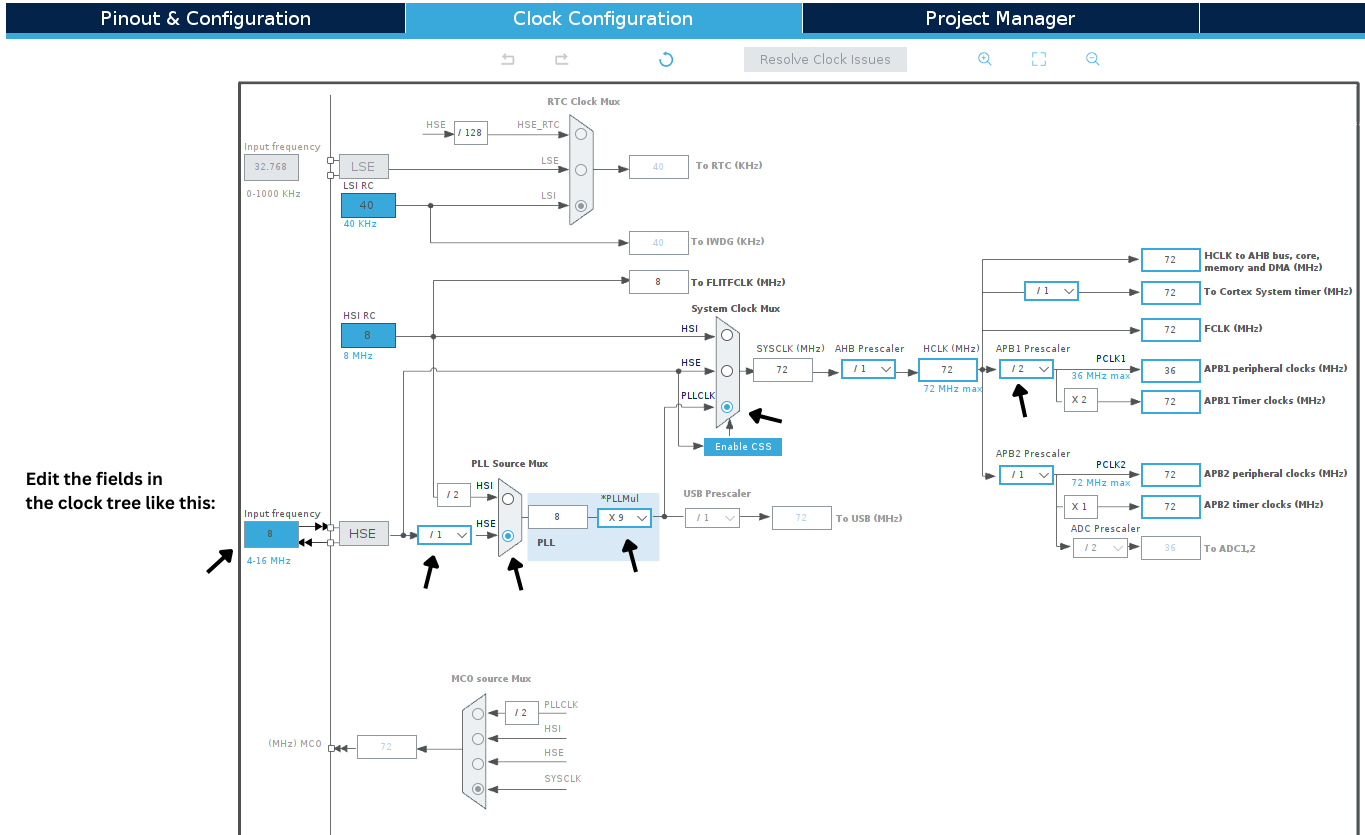 Pinout & Configuration
Clock Configuration
Project Manager
Resolve Clock Issues
RTC Clock Mux
HSE
/ 128
HSE_RTC
Input frequency
32.768
0-1000 KHz
LSE
LSE
40
To RTC (KHz)
LSI RC
40
40 KHz
LSI
40
To IWDG (KHz)
8
To FLITFCLK (MHz)
HSI RC
8
8 MHz
System Clock Mux
HSI
HSE
PLLCLK
Enable CSS
SYSCLK (MHz)
72
AHB Prescaler
/ 1
HCLK (MHz)
72
72 MHz max
72
HCLK to AHB bus, core,
memory and DMA (MHz)
/ 1
72
To Cortex System timer (MHz)
72
FCLK (MHz)
APB1 Prescaler
/ 2
PCLK1
36 MHz max
36
APB1 peripheral clocks (MHz)
X 2
72
APB1 Timer clocks (MHz)
APB2 Prescaler
/ 1
PCLK2
72 MHz max
72
APB2 peripheral clocks (MHz)
X 1
72
APB2 timer clocks (MHz)
ADC Prescaler
/ 2
36
To ADC1,2
Edit the fields in
the clock tree like this:
Input frequency
8
4-16 MHz
HSE
PLL Source Mux
/ 2
HSI
/ 1
HSE
8
*PLLMul
X 9
PLL
USB Prescaler
/ 1
72
To USB (MHz)
MCO source Mux
PLLCLK
/ 2
HSI
HSE
SYSCLK
(MHz) MCO
72